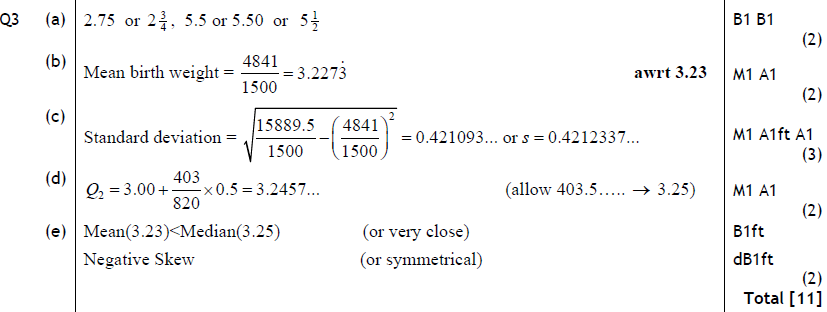 Q3 (a) 2.75 or 2¾, 5.5 or 5.50 or 5½ B1 B1
(2)
(b) Mean birth weight = 4841/1500 = 3.2273̇ awrt 3.23 M1 A1
(2)
(c) Standard deviation = √(15889.5/1500 − (4841/1500)²) = 0.421093... or s = 0.4212337... M1 A1ft A1
(3)
(d) Q₂ = 3.00 + 403/820 × 0.5 = 3.2457... (allow 403.5..... → 3.25) M1 A1
(2)
(e) Mean(3.23)<Median(3.25) (or very close) B1ft
Negative Skew (or symmetrical) dB1ft
(2)
Total [11]